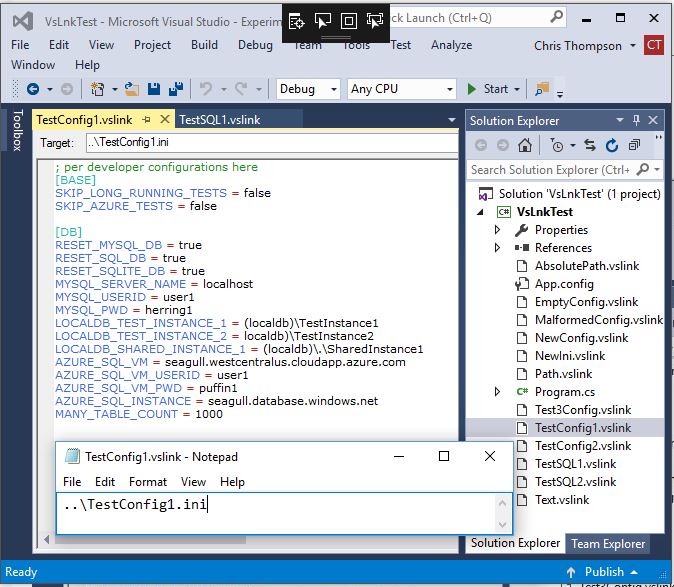 VsLnkTest - Microsoft Visual Studio - Experim
ck Launch (Ctrl+Q)
File Edit View Project Build Debug Team Tools Test Analyze
Chris Thompson CT
Window Help
Debug Any CPU Start
Toolbox
TestConfig1.vslink TestSQL1.vslink
Target: ..\TestConfig1.ini
; per developer configurations here
[BASE]
SKIP_LONG_RUNNING_TESTS = false
SKIP_AZURE_TESTS = false
[DB]
RESET_MYSQL_DB = true
RESET_SQL_DB = true
RESET_SQLITE_DB = true
MYSQL_SERVER_NAME = localhost
MYSQL_USERID = user1
MYSQL_PWD = herring1
LOCALDB_TEST_INSTANCE_1 = (localdb)\TestInstance1
LOCALDB_TEST_INSTANCE_2 = localdb)\TestInstance2
LOCALDB_SHARED_INSTANCE_1 = (localdb)\.\SharedInstance1
AZURE_SQL_VM = seagull.westcentralus.cloudapp.azure.com
AZURE_SQL_VM_USERID = user1
AZURE_SQL_VM_PWD = puffin1
AZURE_SQL_INSTANCE = seagull.database.windows.net
MANY_TABLE_COUNT = 1000
TestConfig1.vslink - Notepad
File Edit Format View Help
..\TestConfig1.ini
Solution Explorer
Search Solution Explorer (Ctrl+
Solution 'VsLnkTest' (1 project)
C# VsLnkTest
Properties
References
AbsolutePath.vslink
App.config
EmptyConfig.vslink
MalformedConfig.vslink
NewConfig.vslink
NewIni.vslink
Path.vslink
C# Program.cs
Test3Config.vslink
TestConfig1.vslink
TestConfig2.vslink
TestSQL1.vslink
TestSQL2.vslink
Text.vslink
Solution Explorer Team Explorer
Ready
Publish